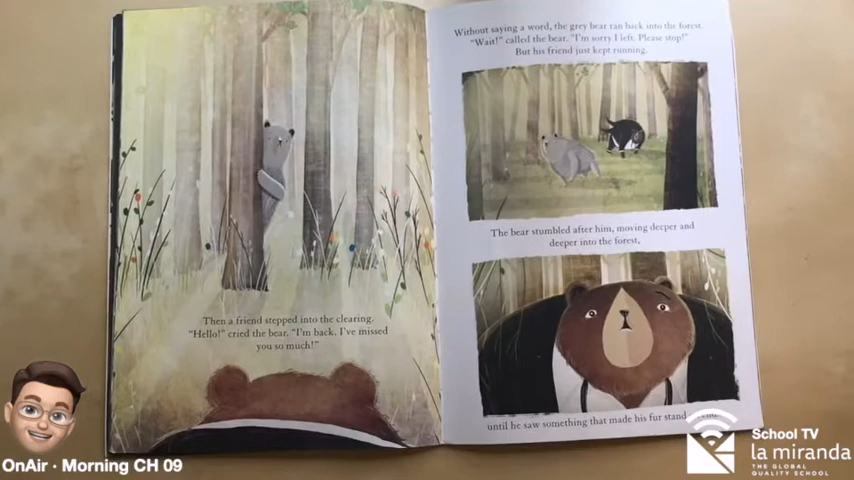 Then a friend stepped into the clearing.
"Hello!" cried the bear. "I'm back. I've missed
you so much!"
Without saying a word, the grey bear ran back into the forest.
"Wait!" called the bear. "I'm sorry I left. Please stop!"
But his friend just kept running.
The bear stumbled after him, moving deeper and
deeper into the forest,
until he saw something that made his fur stand
OnAir · Morning CH 09
School TV
la miranda
THE GLOBAL
QUALITY SCHOOL